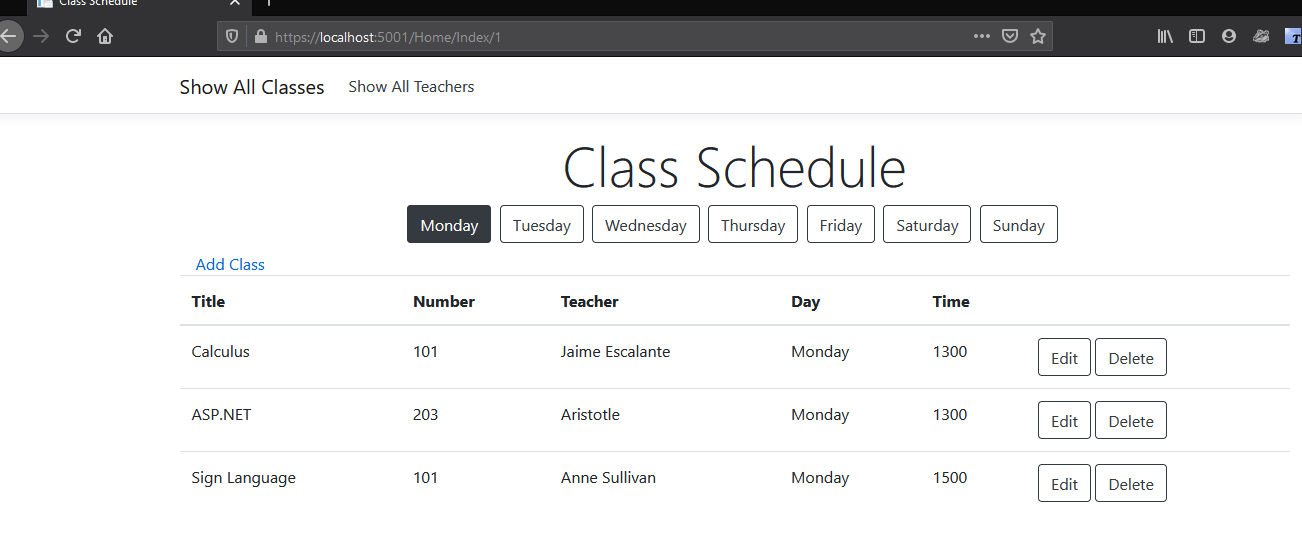 Class Schedule
https://localhost:5001/Home/Index/1
Show All Classes Show All Teachers
Class Schedule
Monday Tuesday Wednesday Thursday Friday Saturday Sunday
Add Class
Title Number Teacher Day Time
Calculus 101 Jaime Escalante Monday 1300 Edit Delete
ASP.NET 203 Aristotle Monday 1300 Edit Delete
Sign Language 101 Anne Sullivan Monday 1500 Edit Delete